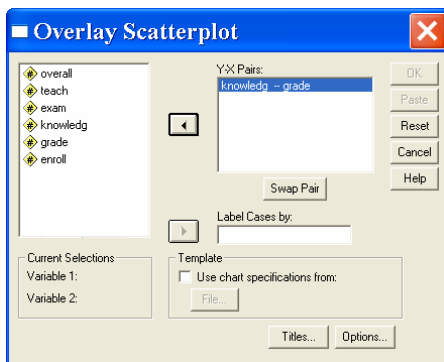 Overlay Scatterplot
overall
teach
exam
knowledg
grade
enroll
Y-X Pairs:
knowledg -- grade
Swap Pair
Label Cases by:
OK
Paste
Reset
Cancel
Help
Current Selections
Variable 1:
Variable 2:
Template
Use chart specifications from:
File...
Titles...
Options...